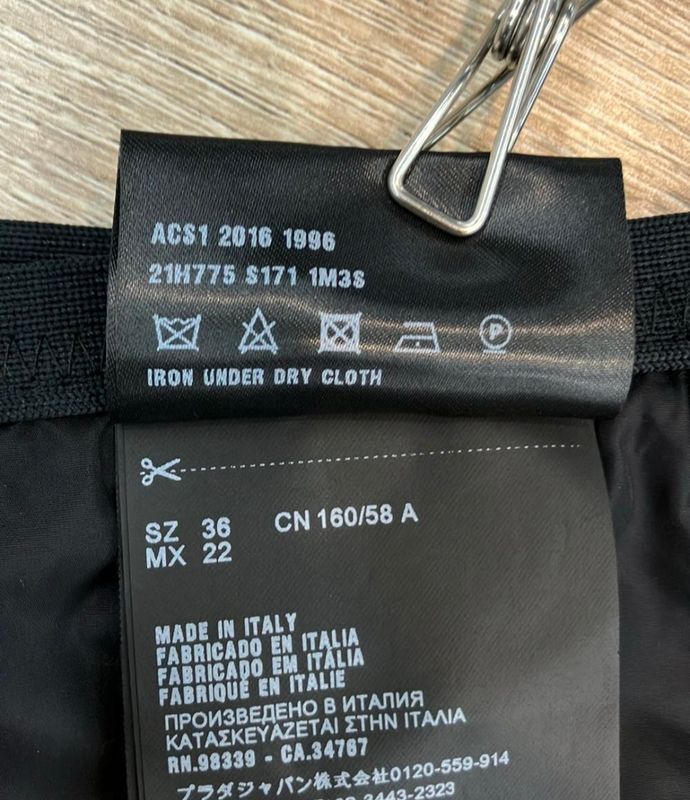 ACS1 2016 1996
21H775 S171 1M3S
P
IRON UNDER DRY CLOTH
SZ 36 CN 160/58 A
MX 22
MADE IN ITALY
FABRICADO EN ITALIA
FABRICADO EM ITÁLIA
FABRIQUÉ EN ITALIE
ПРОИЗВЕДЕНО В ИТАЛИЯ
ΚΑΤΑΣΚΕΥΑΖΕΤΑΙ ΣΤΗΝ ΙΤΑΛΙΑ
RN.98339 - CA.34767
プラダジャパン株式会社0120-559-914
3443-2323